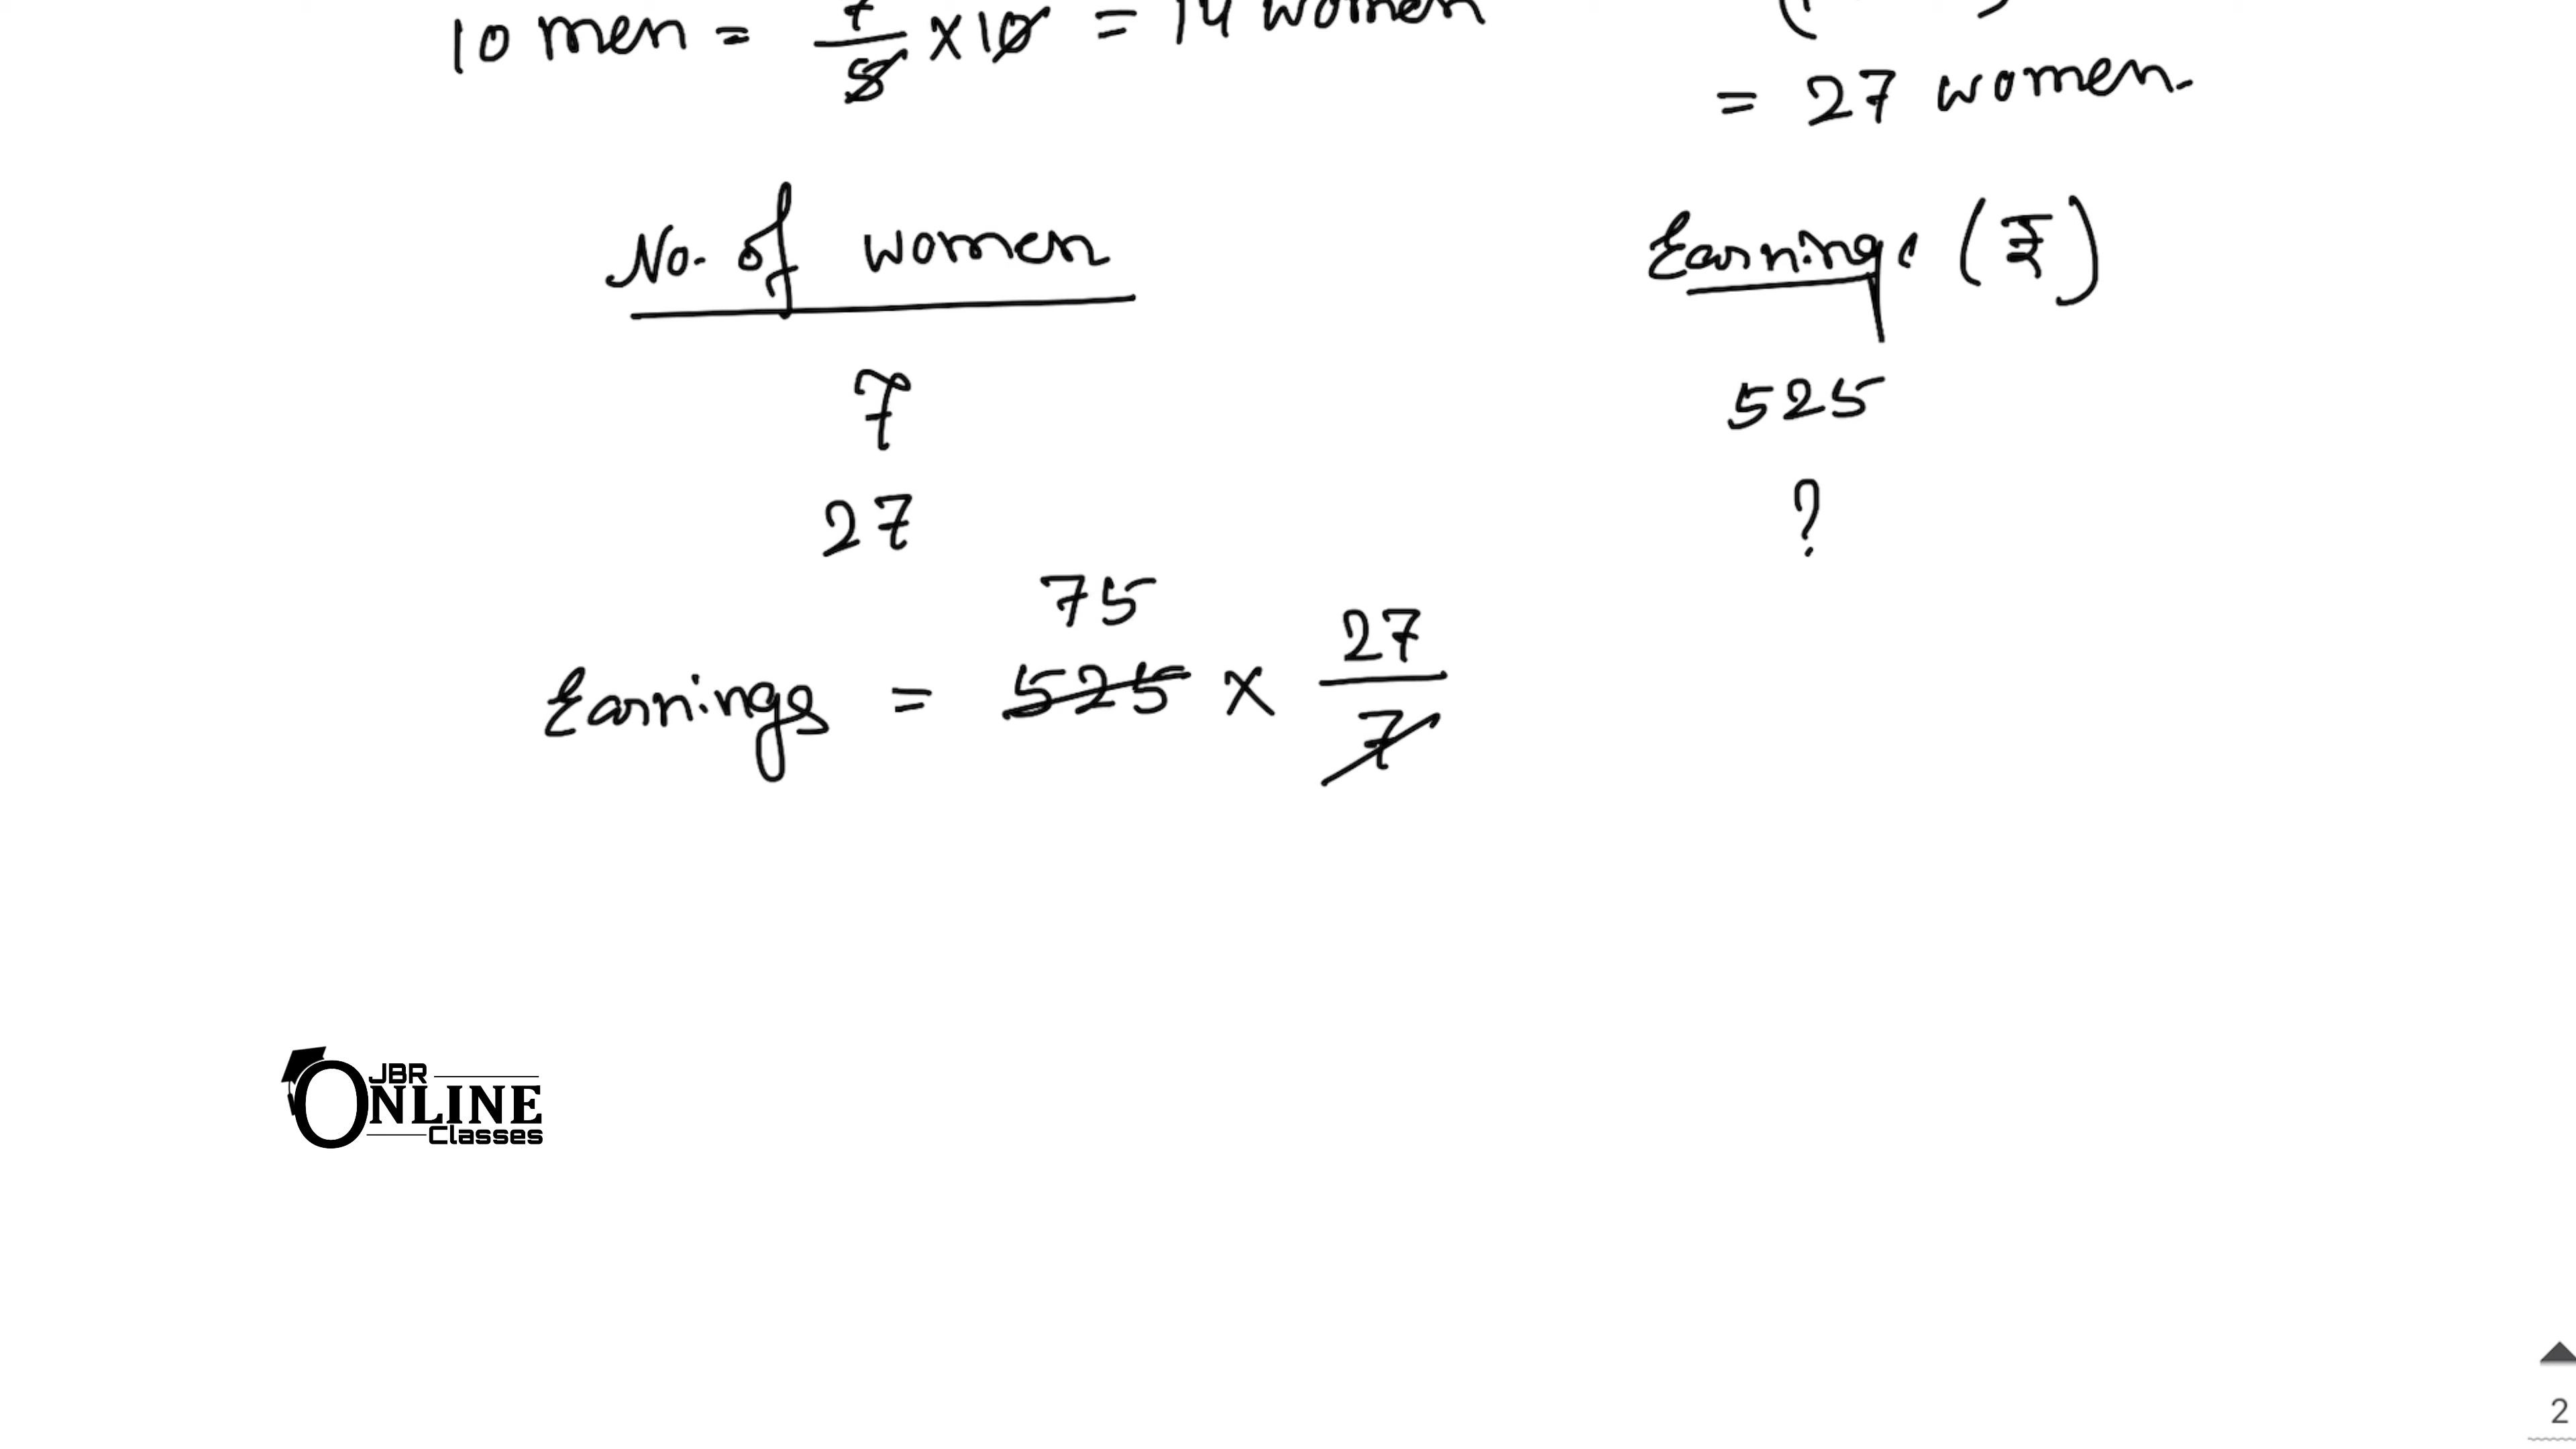 10 men = 7/5 × 10 = 14 women
= 27 women.
No. of women Earnings (₹)
7 525
27 ?
75
Earnings = 525 × 27/7
JBR
ONLINE
Classes
2